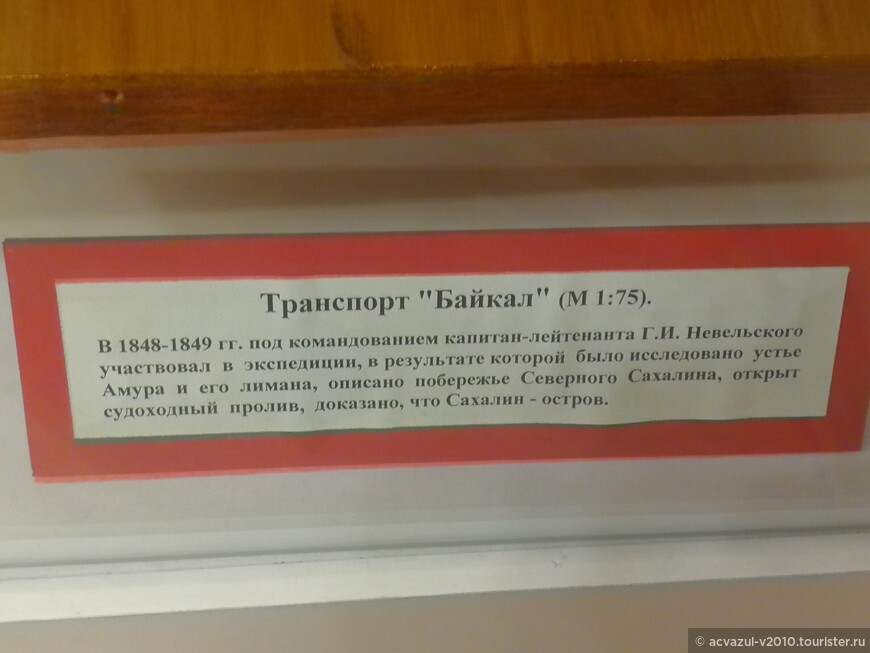 Транспорт "Байкал" (М 1:75).
В 1848-1849 гг. под командованием капитан-лейтенанта Г.И. Невельского
участвовал в экспедиции, в результате которой было исследовано устье
Амура и его лимана, описано побережье Северного Сахалина, открыт
судоходный пролив, доказано, что Сахалин - остров.
© acvazul-v2010.tourister.ru